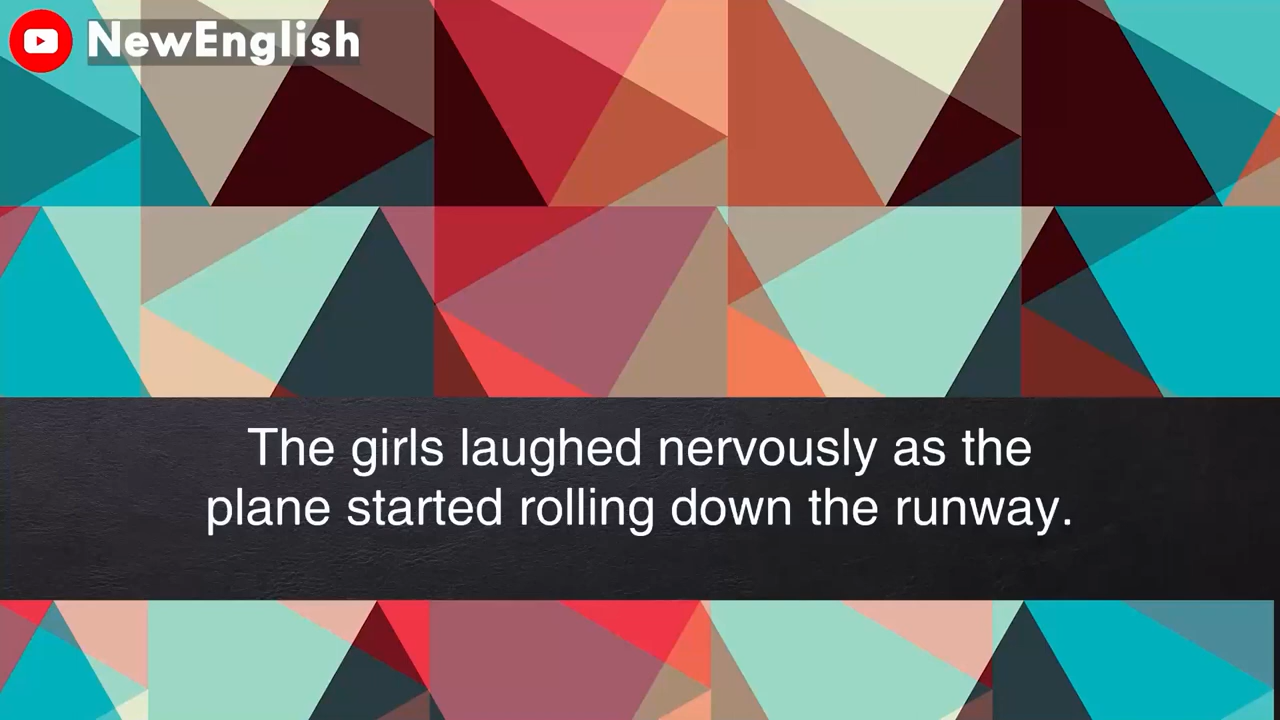 NewEnglish
The girls laughed nervously as the
plane started rolling down the runway.